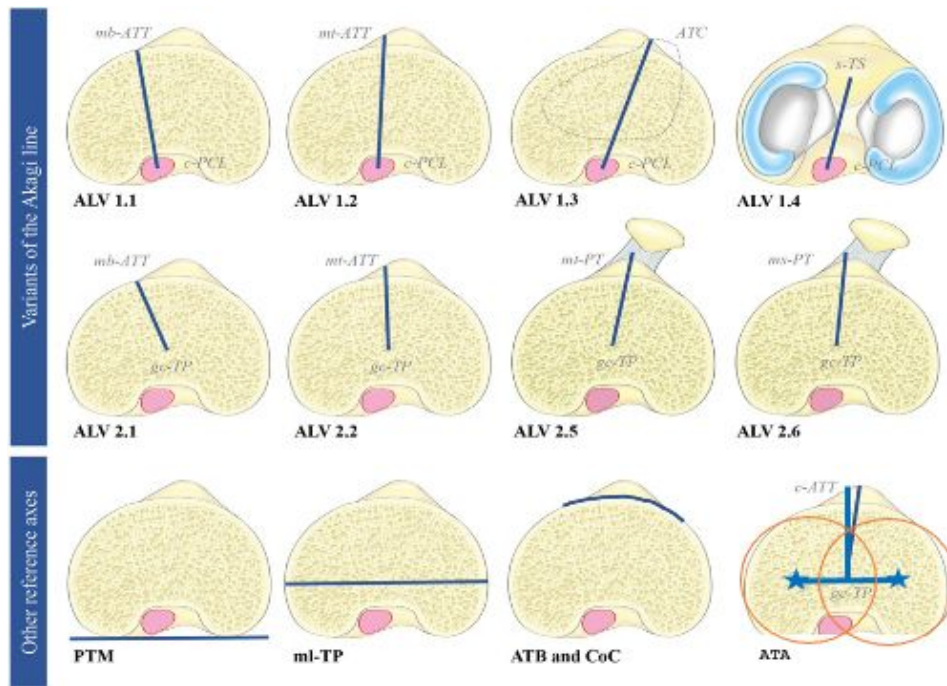 Variants of the Akagi line
mb-ATT
c-PCL
ALV 1.1
mt-ATT
c-PCL
ALV 1.2
ATC
c-PCL
ALV 1.3
s-TS
c-PCL
ALV 1.4
mb-ATT
gc-TP
ALV 2.1
mt-ATT
gc-TP
ALV 2.2
mt-PT
gc-TP
ALV 2.5
ms-PT
gc-TP
ALV 2.6
Other reference axes
PTM
ml-TP
ATB and CoC
c-ATT
gc-TP
ATA